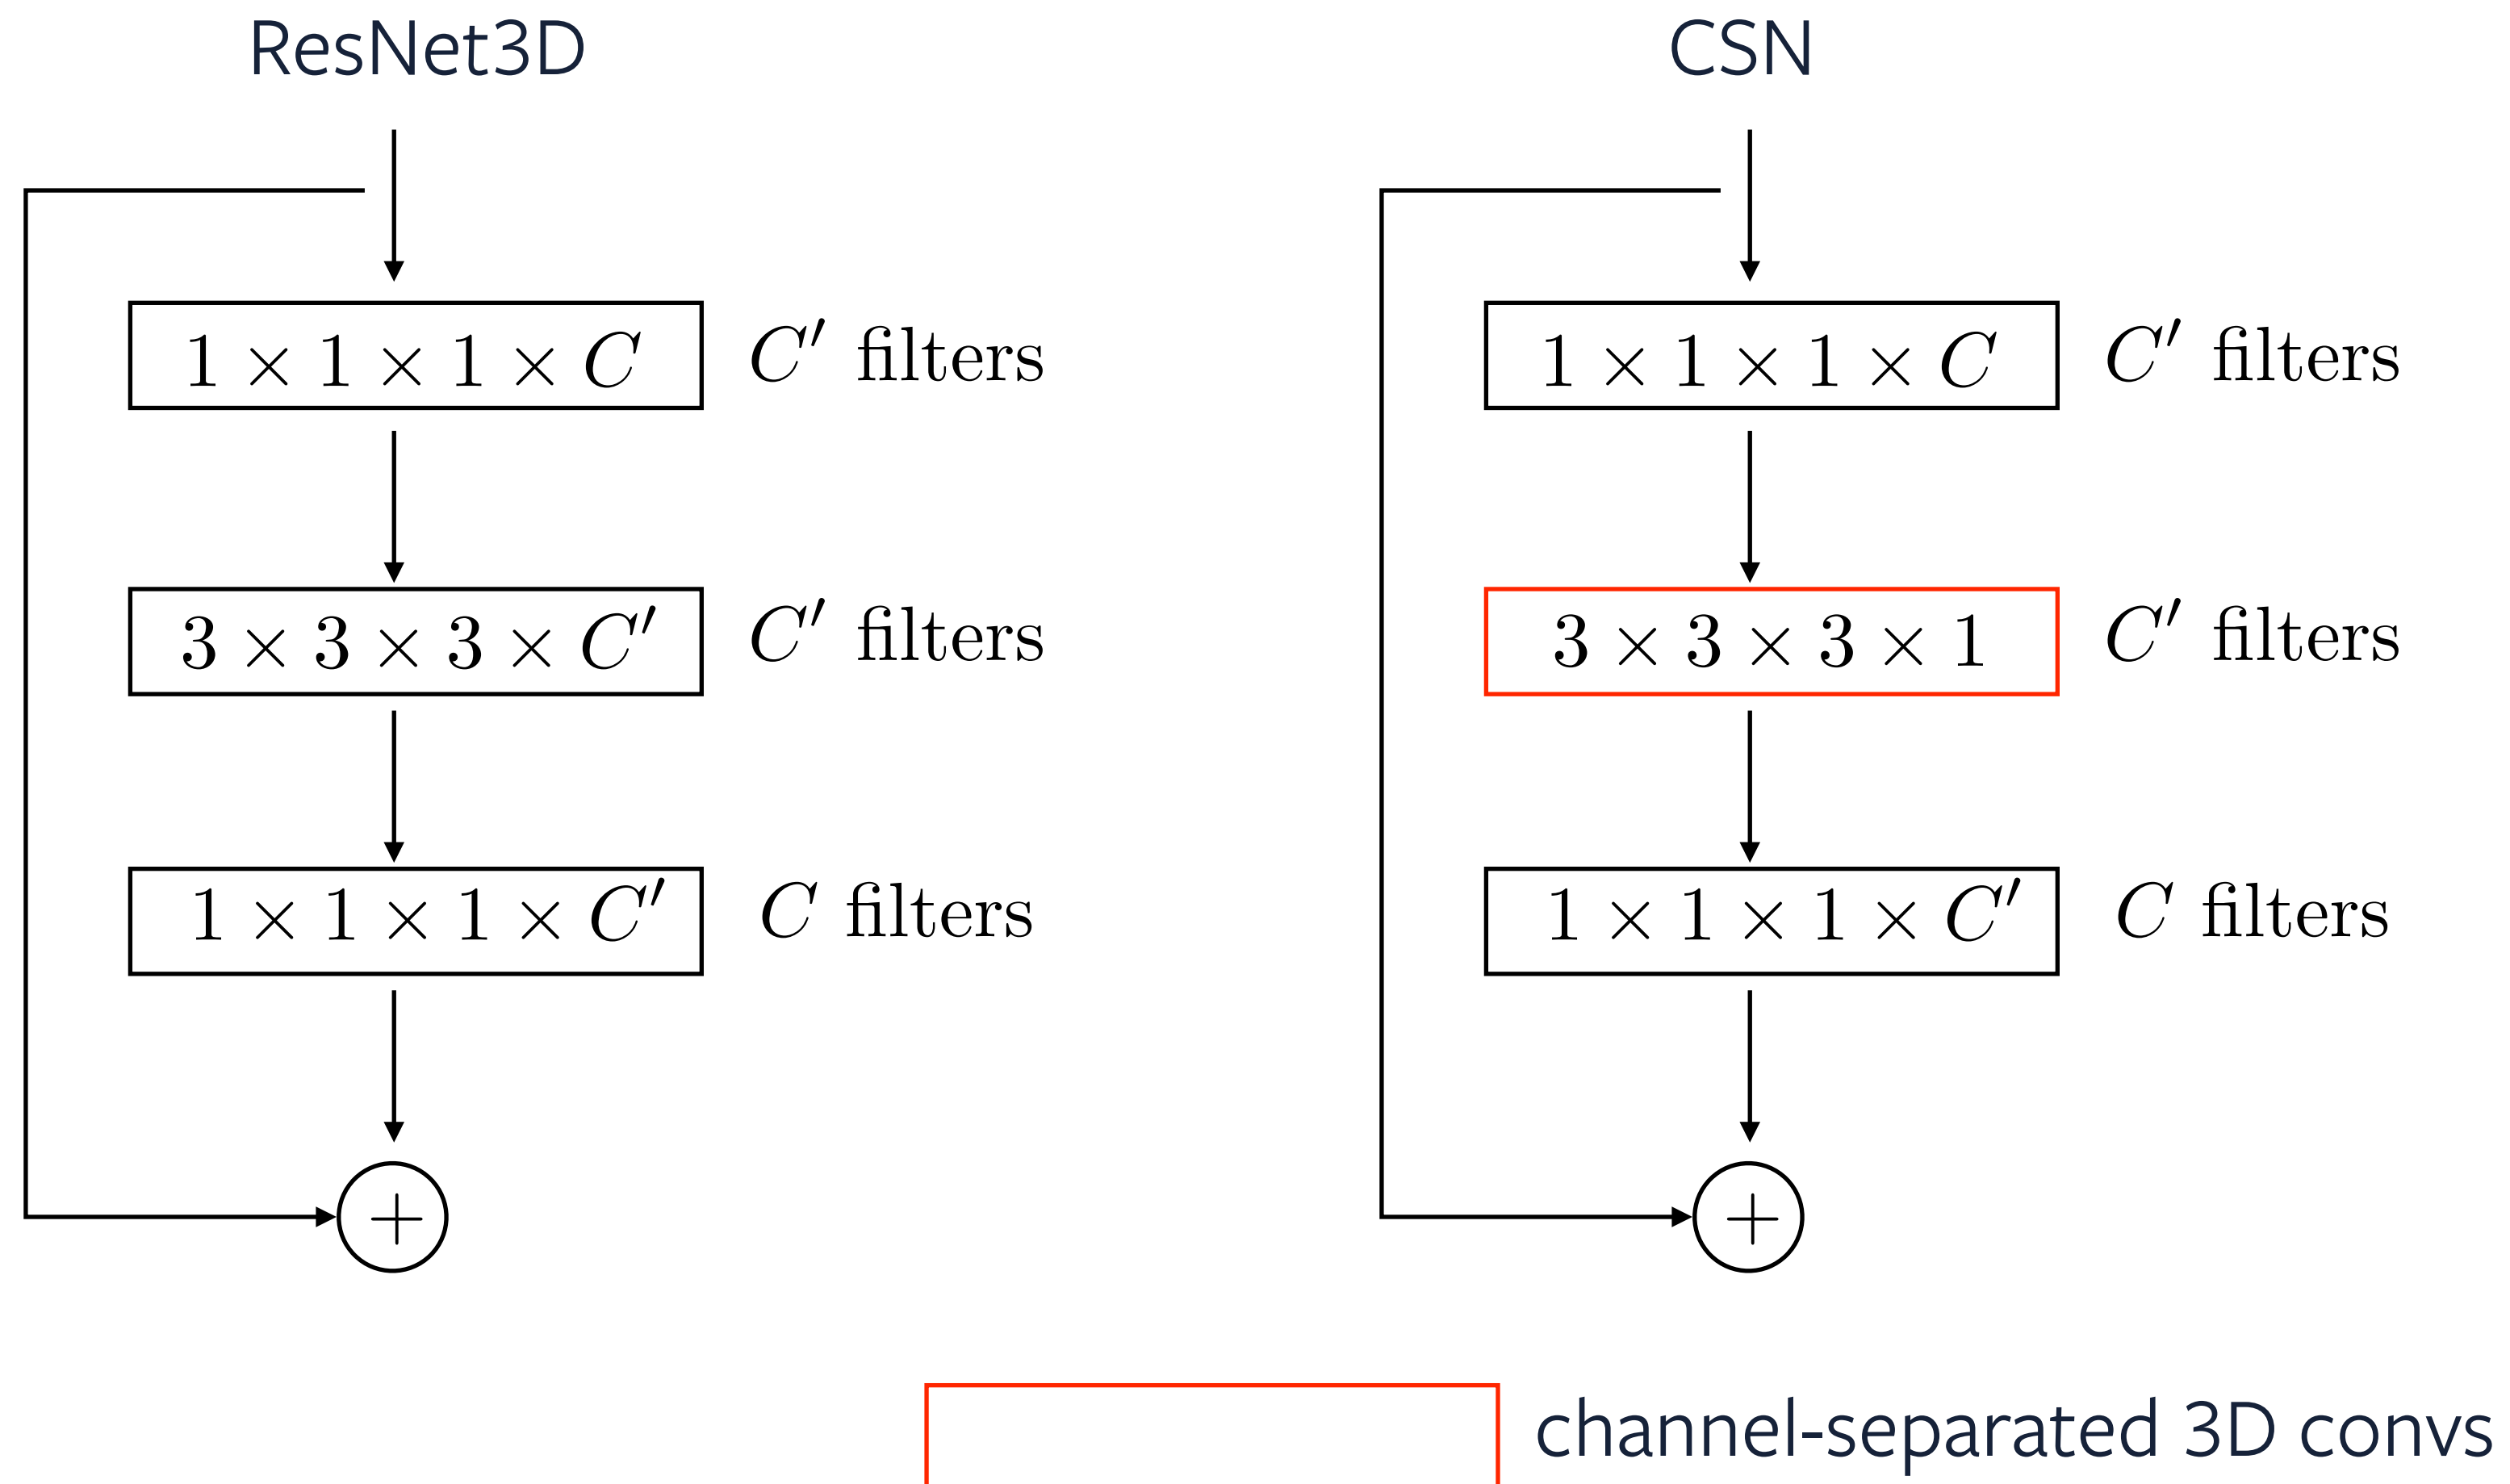 ResNet3D
1 × 1 × 1 × C
C′ filters
3 × 3 × 3 × C′
C′ filters
1 × 1 × 1 × C′
C filters
+
CSN
1 × 1 × 1 × C
C′ filters
3 × 3 × 3 × 1
C′ filters
1 × 1 × 1 × C′
C filters
+
channel-separated 3D convs